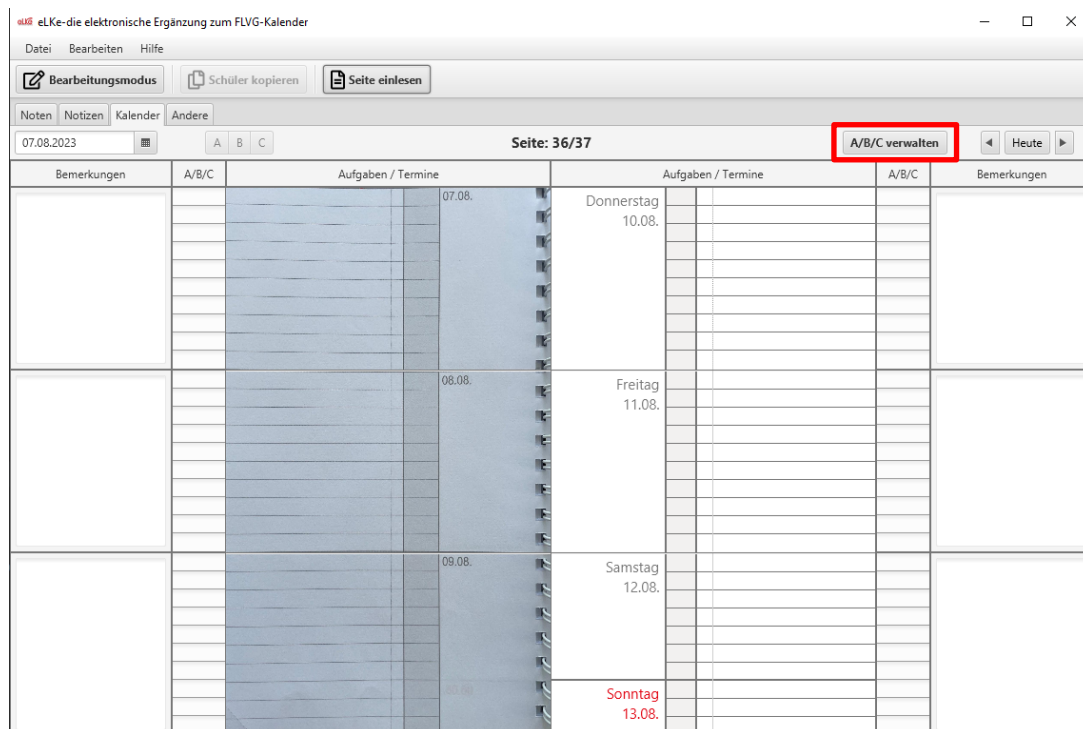 eLKe eLKe-die elektronische Ergänzung zum FLVG-Kalender
Datei Bearbeiten Hilfe
Bearbeitungsmodus Schüler kopieren Seite einlesen
Noten Notizen Kalender Andere
07.08.2023 A B C Seite: 36/37 A/B/C verwalten Heute
Bemerkungen A/B/C Aufgaben / Termine Aufgaben / Termine A/B/C Bemerkungen
07.08. Donnerstag
10.08.
08.08. Freitag
11.08.
09.08. Samstag
12.08.
Sonntag
13.08.